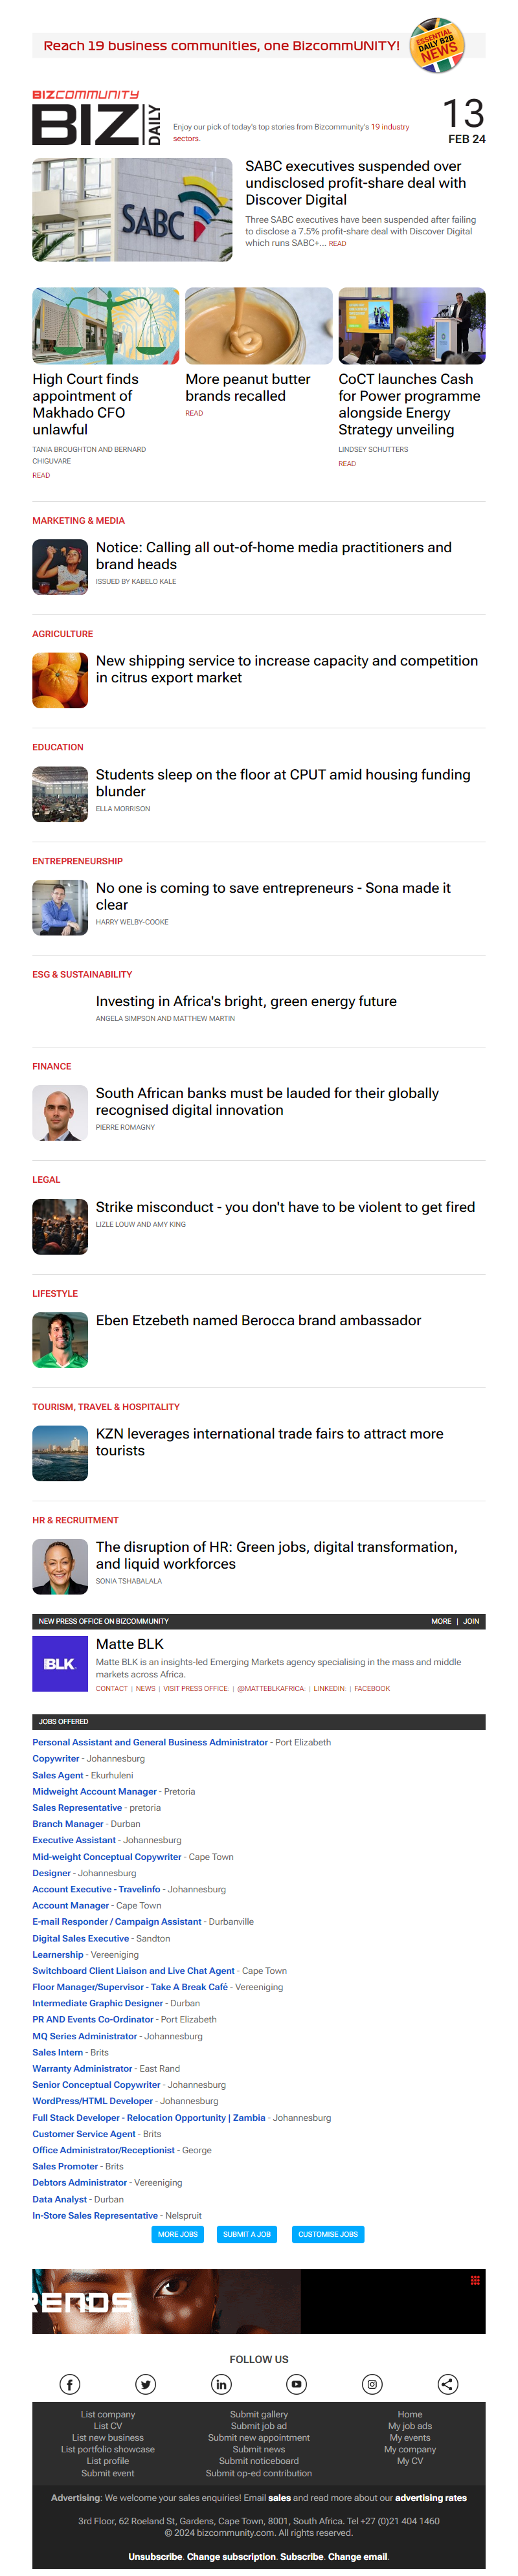 Reach 19 business communities, one BizcommUNITY!
ESSENTIAL
DAILY B2B
NEWS
BIZCOMMUNITY
BIZ DAILY
Enjoy our pick of today's top stories from Bizcommunity's 19 industry
sectors.
13
FEB 24
SABC
SABC executives suspended over
undisclosed profit-share deal with
Discover Digital
Three SABC executives have been suspended after failing
to disclose a 7.5% profit-share deal with Discover Digital
which runs SABC+... READ
High Court finds
appointment of
Makhado CFO
unlawful
TANIA BROUGHTON AND BERNARD
CHIGUVARE
READ
More peanut butter
brands recalled
READ
CoCT launches Cash
for Power programme
alongside Energy
Strategy unveiling
LINDSEY SCHUTTERS
READ
MARKETING & MEDIA
Notice: Calling all out-of-home media practitioners and
brand heads
ISSUED BY KABELO KALE
AGRICULTURE
New shipping service to increase capacity and competition
in citrus export market
EDUCATION
Students sleep on the floor at CPUT amid housing funding
blunder
ELLA MORRISON
ENTREPRENEURSHIP
No one is coming to save entrepreneurs - Sona made it
clear
HARRY WELBY-COOKE
ESG & SUSTAINABILITY
Investing in Africa's bright, green energy future
ANGELA SIMPSON AND MATTHEW MARTIN
FINANCE
South African banks must be lauded for their globally
recognised digital innovation
PIERRE ROMAGNY
LEGAL
Strike misconduct - you don't have to be violent to get fired
LIZLE LOUW AND AMY KING
LIFESTYLE
Eben Etzebeth named Berocca brand ambassador
TOURISM, TRAVEL & HOSPITALITY
KZN leverages international trade fairs to attract more
tourists
HR & RECRUITMENT
The disruption of HR: Green jobs, digital transformation,
and liquid workforces
SONIA TSHABALALA
NEW PRESS OFFICE ON BIZCOMMUNITY MORE | JOIN
BLK.
Matte BLK
Matte BLK is an insights-led Emerging Markets agency specialising in the mass and middle
markets across Africa.
CONTACT | NEWS | VISIT PRESS OFFICE: | @MATTEBLKAFRICA: | LINKEDIN: | FACEBOOK
JOBS OFFERED
Personal Assistant and General Business Administrator - Port Elizabeth
Copywriter - Johannesburg
Sales Agent - Ekurhuleni
Midweight Account Manager - Pretoria
Sales Representative - pretoria
Branch Manager - Durban
Executive Assistant - Johannesburg
Mid-weight Conceptual Copywriter - Cape Town
Designer - Johannesburg
Account Executive - Travelinfo - Johannesburg
Account Manager - Cape Town
E-mail Responder / Campaign Assistant - Durbanville
Digital Sales Executive - Sandton
Learnership - Vereeniging
Switchboard Client Liaison and Live Chat Agent - Cape Town
Floor Manager/Supervisor - Take A Break Café - Vereeniging
Intermediate Graphic Designer - Durban
PR AND Events Co-Ordinator - Port Elizabeth
MQ Series Administrator - Johannesburg
Sales Intern - Brits
Warranty Administrator - East Rand
Senior Conceptual Copywriter - Johannesburg
WordPress/HTML Developer - Johannesburg
Full Stack Developer - Relocation Opportunity | Zambia - Johannesburg
Customer Service Agent - Brits
Office Administrator/Receptionist - George
Sales Promoter - Brits
Debtors Administrator - Vereeniging
Data Analyst - Durban
In-Store Sales Representative - Nelspruit
MORE JOBS SUBMIT A JOB CUSTOMISE JOBS
RENDS
FOLLOW US
List company Submit gallery Home
List CV Submit job ad My job ads
List new business Submit new appointment My events
List portfolio showcase Submit news My company
List profile Submit noticeboard My CV
Submit event Submit op-ed contribution
Advertising: We welcome your sales enquiries! Email sales and read more about our advertising rates
3rd Floor, 62 Roeland St, Gardens, Cape Town, 8001, South Africa. Tel +27 (0)21 404 1460
© 2024 bizcommunity.com. All rights reserved.
Unsubscribe. Change subscription. Subscribe. Change email.